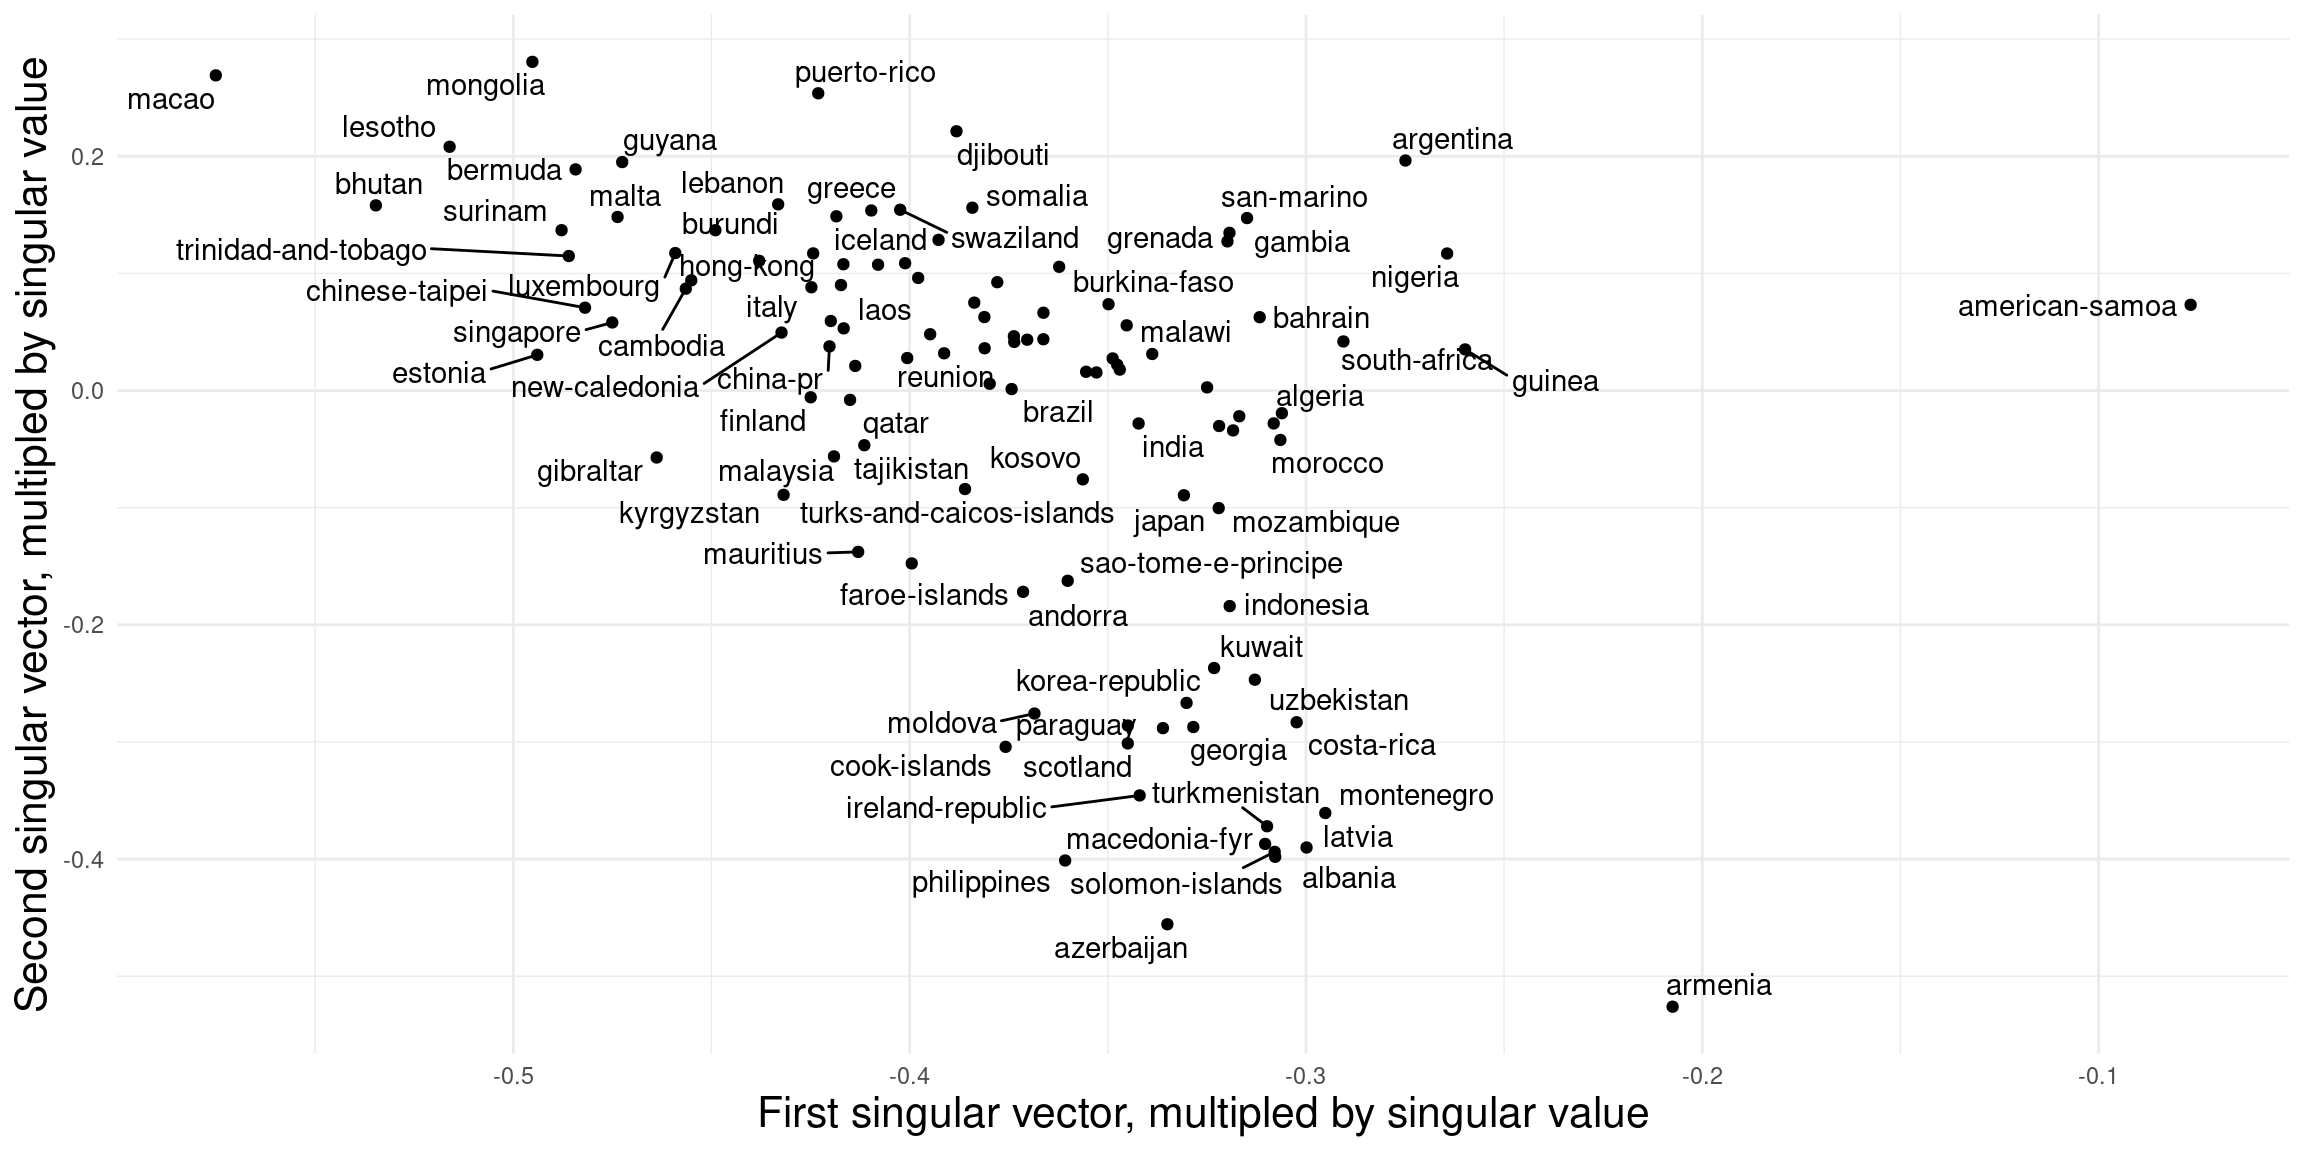 puerto-rico
mongolia
macao
lesotho
guyana
argentina
djibouti
bermuda
bhutan
malta
lebanon
greece
somalia
san-marino
surinam
burundi
iceland
swaziland
grenada
gambia
trinidad-and-tobago
hong-kong
nigeria
chinese-taipei
luxembourg
burkina-faso
italy
laos
american-samoa
singapore
malawi
bahrain
cambodia
south-africa
estonia
new-caledonia
china-pr
reunion
guinea
algeria
finland
qatar
brazil
india
gibraltar
malaysia
tajikistan
kosovo
morocco
kyrgyzstan
turks-and-caicos-islands
japan
mozambique
mauritius
sao-tome-e-principe
faroe-islands
andorra
indonesia
kuwait
korea-republic
uzbekistan
moldova
paraguay
georgia
costa-rica
cook-islands
scotland
turkmenistan
montenegro
ireland-republic
macedonia-fyr
latvia
philippines
solomon-islands
albania
azerbaijan
armenia
0.2
0.0
-0.2
-0.4
-0.5
-0.4
-0.3
-0.2
-0.1
First singular vector, multipled by singular value
Second singular vector, multipled by singular value